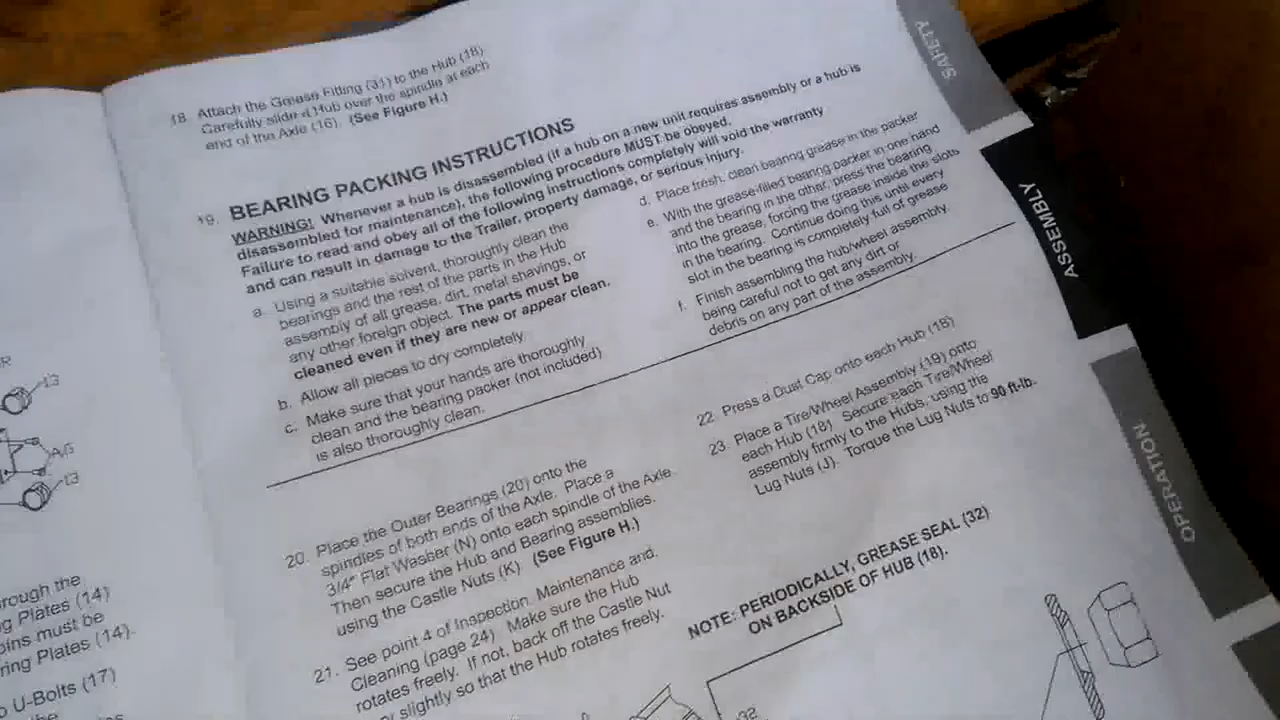 18. Attach the Grease Fitting (31) to the Hub (18)
Carefully slide a Hub over the spindle at each
end of the Axle (16). (See Figure H.)
19. BEARING PACKING INSTRUCTIONS
WARNING! Whenever a hub is disassembled (if a hub on a new unit requires assembly or a hub is
disassembled for maintenance), the following procedure MUST be obeyed.
Failure to read and obey all of the following instructions completely will void the warranty
and can result in damage to the Trailer, property damage, or serious injury.
a. Using a suitable solvent, thoroughly clean the
bearings and the rest of the parts in the Hub
assembly of all grease, dirt, metal shavings, or
any other foreign object. The parts must be
cleaned even if they are new or appear clean.
b. Allow all pieces to dry completely.
c. Make sure that your hands are thoroughly
clean and the bearing packer (not included)
is also thoroughly clean.
d. Place fresh, clean bearing grease in the packer
e. With the grease-filled bearing packer in one hand
and the bearing in the other, press the bearing
into the grease, forcing the grease inside the slots
in the bearing. Continue doing this until every
slot in the bearing is completely full of grease
f. Finish assembling the hub/wheel assembly
being careful not to get any dirt or
debris on any part of the assembly.
20. Place the Outer Bearings (20) onto the
spindles of both ends of the Axle. Place a
3/4" Flat Washer (N) onto each spindle of the Axle.
Then secure the Hub and Bearing assemblies,
using the Castle Nuts (K). (See Figure H.)
21. See point 4 of Inspection, Maintenance and,
Cleaning (page 24). Make sure the Hub
rotates freely. If not, back off the Castle Nut
slightly so that the Hub rotates freely.
22. Press a Dust Cap onto each Hub (18)
23. Place a Tire/Wheel Assembly (19) onto
each Hub (18). Secure each Tire/Wheel
assembly firmly to the Hubs, using the
Lug Nuts (J). Torque the Lug Nuts to 90 ft-lb.
NOTE: PERIODICALLY, GREASE SEAL (32)
ON BACKSIDE OF HUB (18).
32
SAFETY
ASSEMBLY
OPERATION
R
13
A,G
13
rough the
Plates (14)
must be
ring Plates (14).
U-Bolts (17)